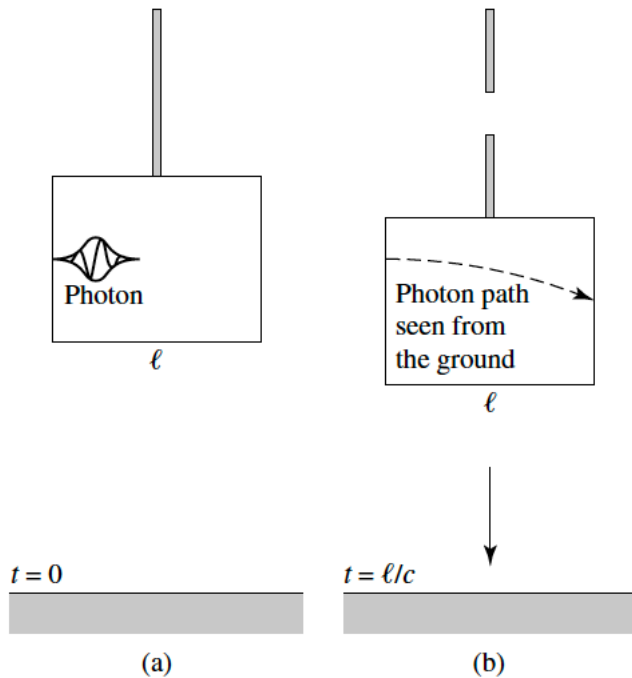 Photon
ℓ
t = 0
(a)
Photon path
seen from
the ground
ℓ
t = ℓ/c
(b)